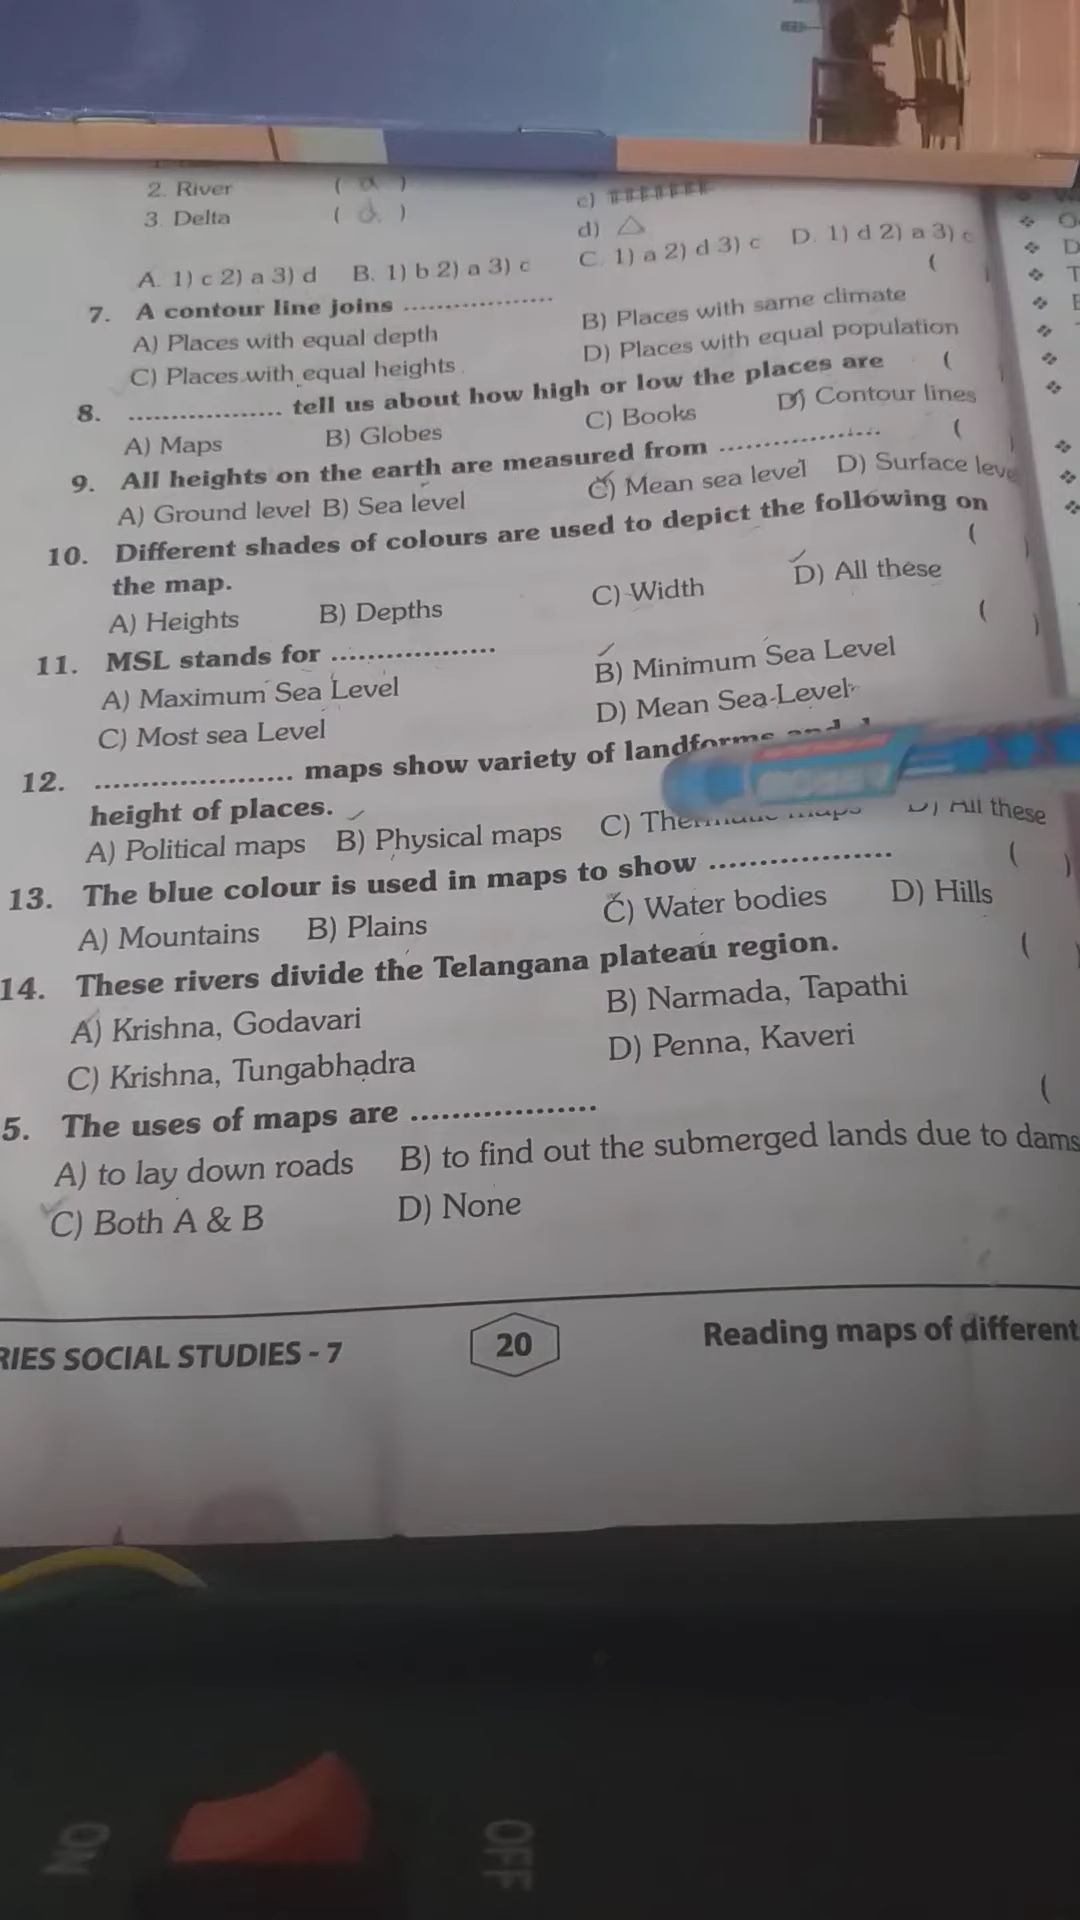 2. River ( a )
3. Delta ( d )
c)
d) △
A. 1) c 2) a 3) d B. 1) b 2) a 3) c C. 1) a 2) d 3) c D. 1) d 2) a 3) c
7. A contour line joins .................. (
A) Places with equal depth B) Places with same climate
C) Places with equal heights D) Places with equal population
8. .................. tell us about how high or low the places are (
A) Maps B) Globes C) Books D) Contour lines
9. All heights on the earth are measured from .................. (
A) Ground level B) Sea level C) Mean sea level D) Surface leve
10. Different shades of colours are used to depict the following on
the map. ( )
A) Heights B) Depths C) Width D) All these
11. MSL stands for .................. ( )
A) Maximum Sea Level B) Minimum Sea Level
C) Most sea Level D) Mean Sea-Level
12. .................. maps show variety of landforms and
height of places.
A) Political maps B) Physical maps C) maps D) All these
13. The blue colour is used in maps to show .................. ( )
A) Mountains B) Plains C) Water bodies D) Hills
14. These rivers divide the Telangana plateau region. ( )
A) Krishna, Godavari B) Narmada, Tapathi
C) Krishna, Tungabhadra D) Penna, Kaveri
5. The uses of maps are .................. (
A) to lay down roads B) to find out the submerged lands due to dams
C) Both A & B D) None
RIES SOCIAL STUDIES - 7 20 Reading maps of different
ON OFF